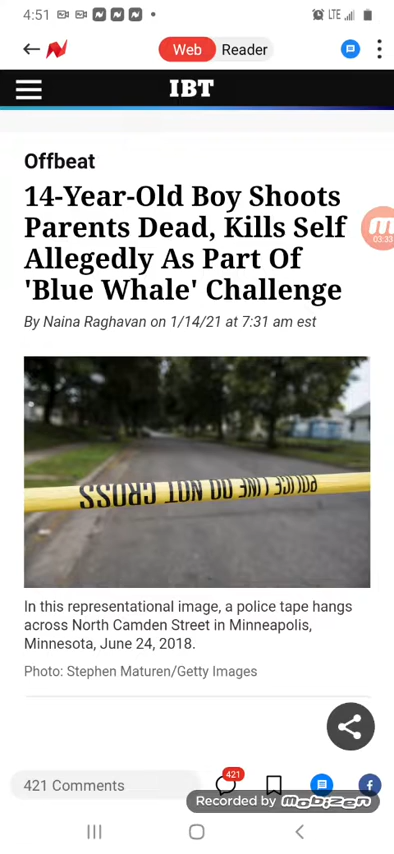 4:51 LTE
Web Reader
IBT
03:33
Offbeat
14-Year-Old Boy Shoots
Parents Dead, Kills Self
Allegedly As Part Of
'Blue Whale' Challenge
By Naina Raghavan on 1/14/21 at 7:31 am est
POLICE LINE DO NOT CROSS
In this representational image, a police tape hangs
across North Camden Street in Minneapolis,
Minnesota, June 24, 2018.
Photo: Stephen Maturen/Getty Images
421 Comments 421
Recorded by mobizen